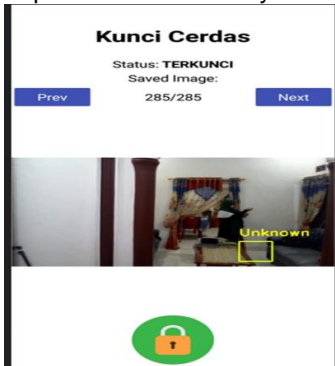 Kunci Cerdas
Status: TERKUNCI
Saved Image:
Prev 285/285 Next
Unknown